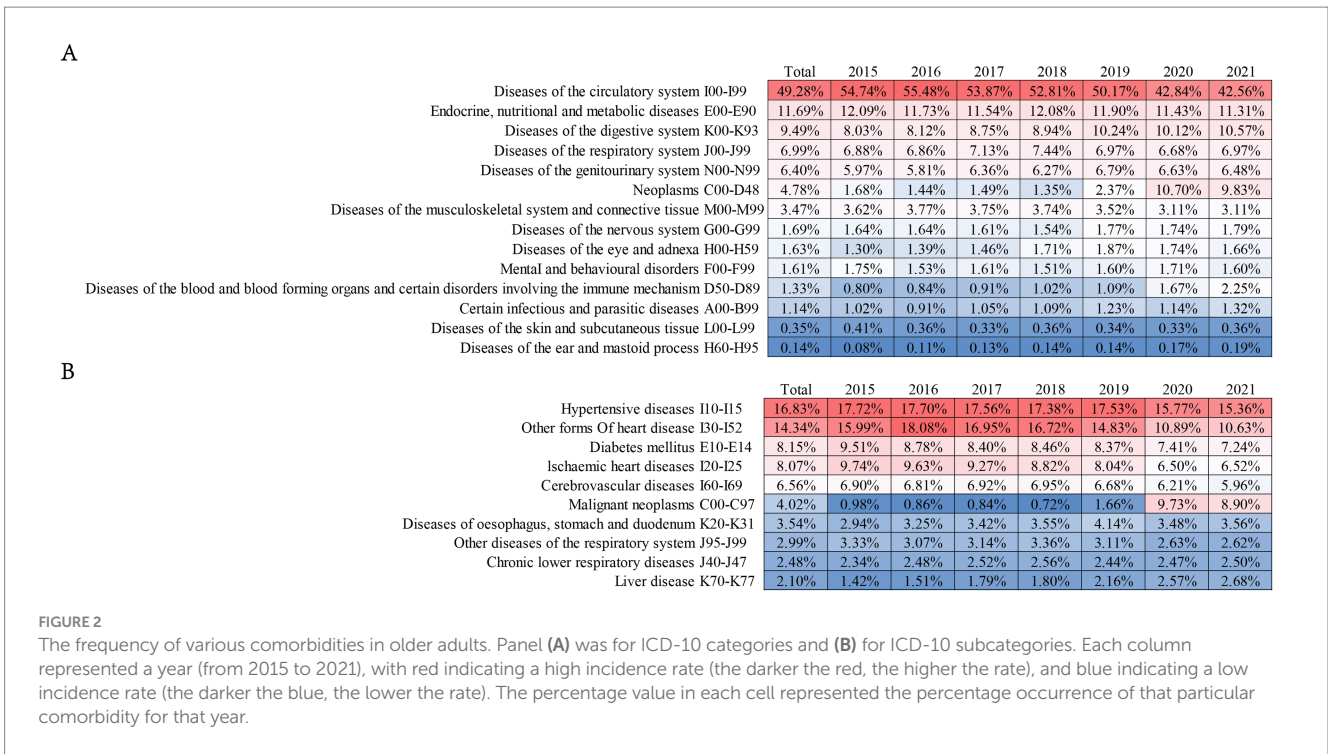 A
Total 2015 2016 2017 2018 2019 2020 2021
Diseases of the circulatory system I00-I99 49.28% 54.74% 55.48% 53.87% 52.81% 50.17% 42.84% 42.56%
Endocrine, nutritional and metabolic diseases E00-E90 11.69% 12.09% 11.73% 11.54% 12.08% 11.90% 11.43% 11.31%
Diseases of the digestive system K00-K93 9.49% 8.03% 8.12% 8.75% 8.94% 10.24% 10.12% 10.57%
Diseases of the respiratory system J00-J99 6.99% 6.88% 6.86% 7.13% 7.44% 6.97% 6.68% 6.97%
Diseases of the genitourinary system N00-N99 6.40% 5.97% 5.81% 6.36% 6.27% 6.79% 6.63% 6.48%
Neoplasms C00-D48 4.78% 1.68% 1.44% 1.49% 1.35% 2.37% 10.70% 9.83%
Diseases of the musculoskeletal system and connective tissue M00-M99 3.47% 3.62% 3.77% 3.75% 3.74% 3.52% 3.11% 3.11%
Diseases of the nervous system G00-G99 1.69% 1.64% 1.64% 1.61% 1.54% 1.77% 1.74% 1.79%
Diseases of the eye and adnexa H00-H59 1.63% 1.30% 1.39% 1.46% 1.71% 1.87% 1.74% 1.66%
MentaI and behavioural disorders F00-F99 1.61% 1.75% 1.53% 1.61% 1.51% 1.60% 1.71% 1.60%
Diseases of the blood and blood forming organs and certain disorders involving the immune mechanism D50-D89 1.33% 0.80% 0.84% 0.91% 1.02% 1.09% 1.67% 2.25%
Certain infectious and parasitic diseases A00-B99 1.14% 1.02% 0.91% 1.05% 1.09% 1.23% 1.14% 1.32%
Diseases of the skin and subcutaneous tissue L00-L99 0.35% 0.41% 0.36% 0.33% 0.36% 0.34% 0.33% 0.36%
Diseases of the ear and mastoid process H60-H95 0.14% 0.08% 0.11% 0.13% 0.14% 0.14% 0.17% 0.19%
B
Total 2015 2016 2017 2018 2019 2020 2021
Hypertensive diseases I10-I15 16.83% 17.72% 17.70% 17.56% 17.38% 17.53% 15.77% 15.36%
Other forms Of heart disease I30-I52 14.34% 15.99% 18.08% 16.95% 16.72% 14.83% 10.89% 10.63%
Diabetes mellitus E10-E14 8.15% 9.51% 8.78% 8.40% 8.46% 8.37% 7.41% 7.24%
lschaemic heart diseases I20-I25 8.07% 9.74% 9.63% 9.27% 8.82% 8.04% 6.50% 6.52%
Cerebrovascular diseases I60-I69 6.56% 6.90% 6.81% 6.92% 6.95% 6.68% 6.21% 5.96%
Malignant neoplasms C00-C97 4.02% 0.98% 0.86% 0.84% 0.72% 1.66% 9.73% 8.90%
Diseases of oesophagus, stomach and duodenum K20-K31 3.54% 2.94% 3.25% 3.42% 3.55% 4.14% 3.48% 3.56%
Other diseases of the respiratory system J95-J99 2.99% 3.33% 3.07% 3.14% 3.36% 3.11% 2.63% 2.62%
Chronic lower respiratory diseases J40-J47 2.48% 2.34% 2.48% 2.52% 2.56% 2.44% 2.47% 2.50%
Liver disease K70-K77 2.10% 1.42% 1.51% 1.79% 1.80% 2.16% 2.57% 2.68%
FIGURE 2
The frequency of various comorbidities in older adults. Panel (A) was for ICD-10 categories and (B) for ICD-10 subcategories. Each column
represented a year (from 2015 to 2021), with red indicating a high incidence rate (the darker the red, the higher the rate), and blue indicating a low
incidence rate (the darker the blue, the lower the rate). The percentage value in each cell represented the percentage occurrence of that particular
comorbidity for that year.